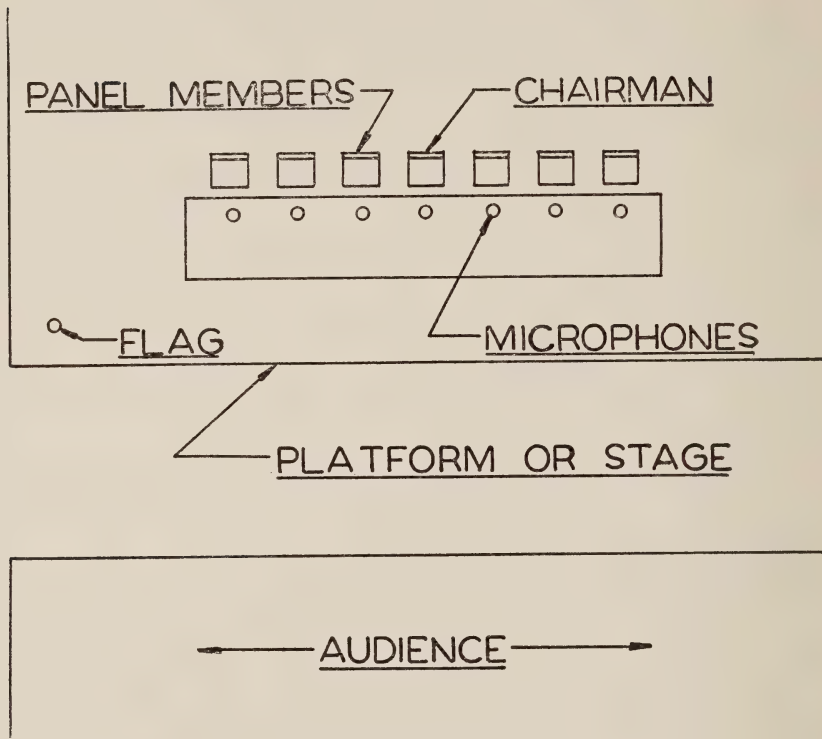 PANEL MEMBERS
CHAIRMAN
FLAG
MICROPHONES
PLATFORM OR STAGE
AUDIENCE